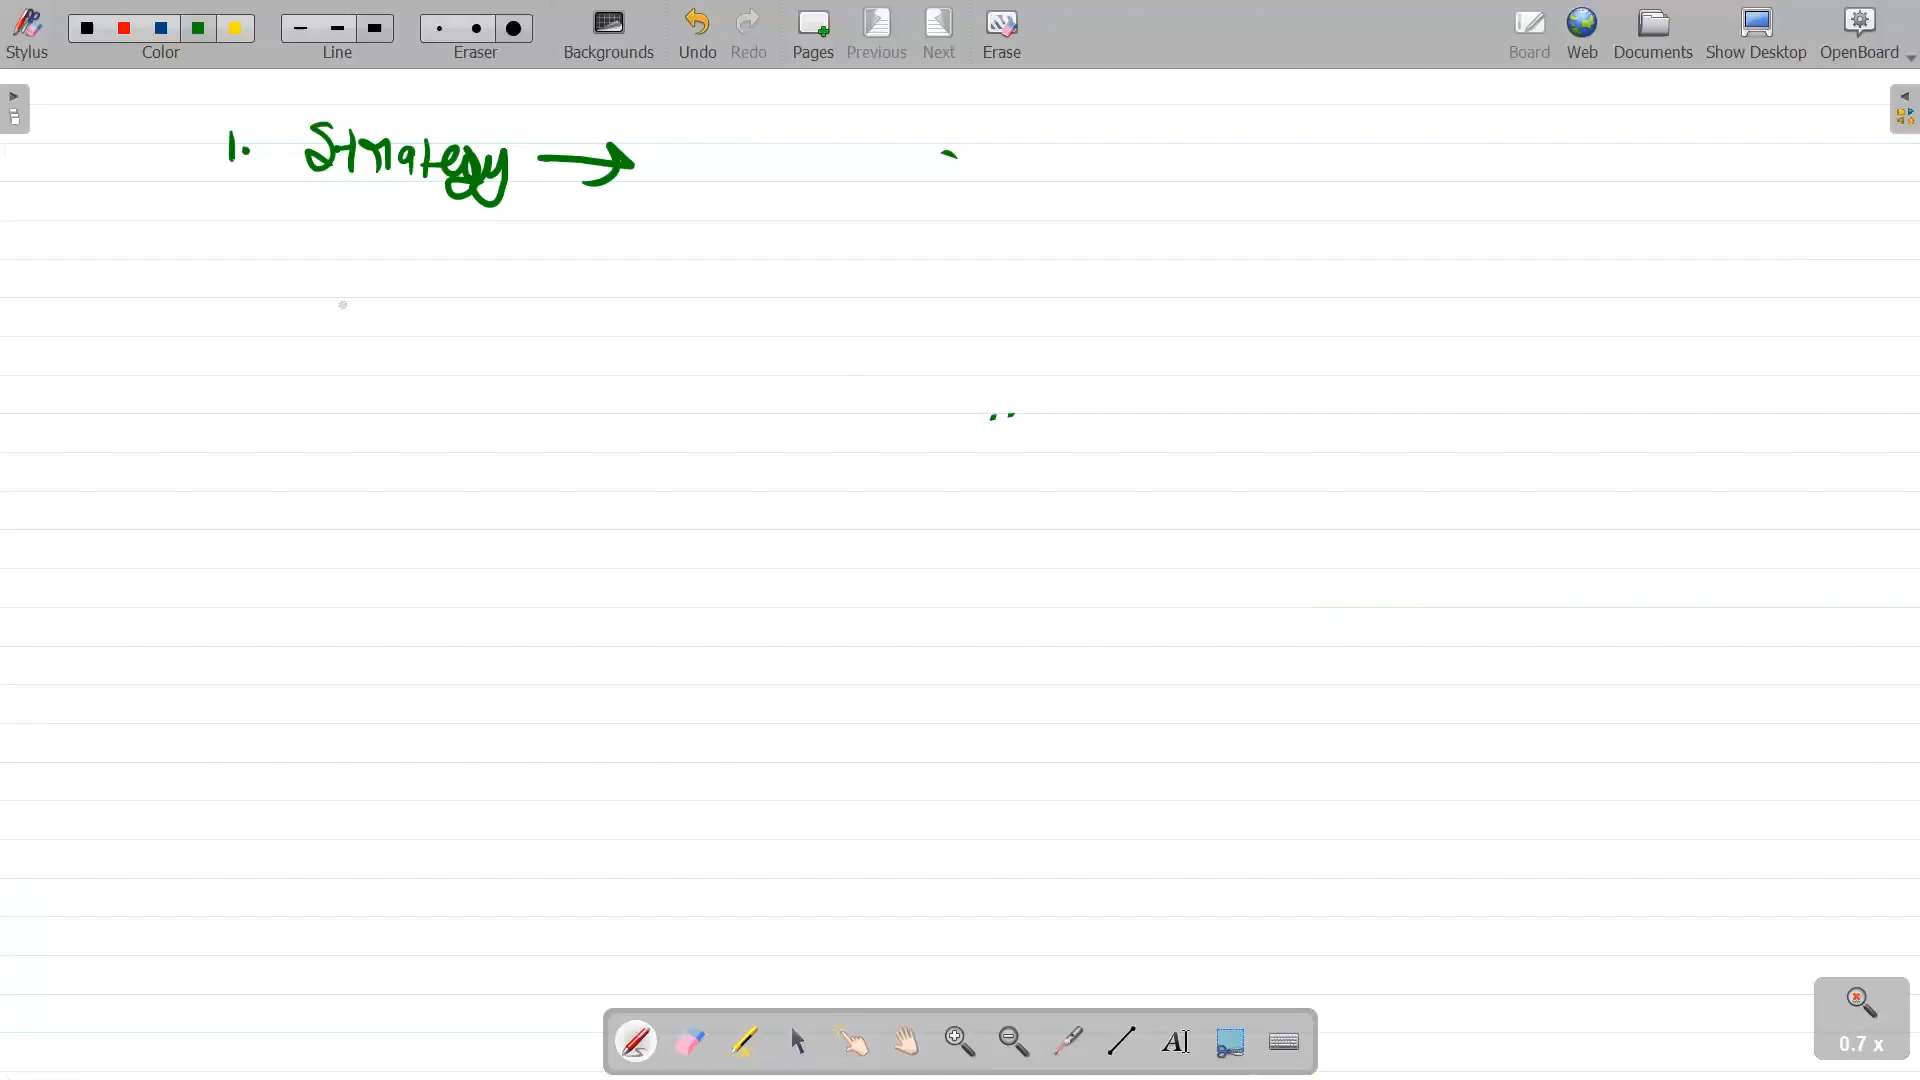 Stylus Color Line Eraser Backgrounds Undo Redo Pages Previous Next Erase Board Web Documents Show Desktop OpenBoard
1. Strategy →
0.7 x